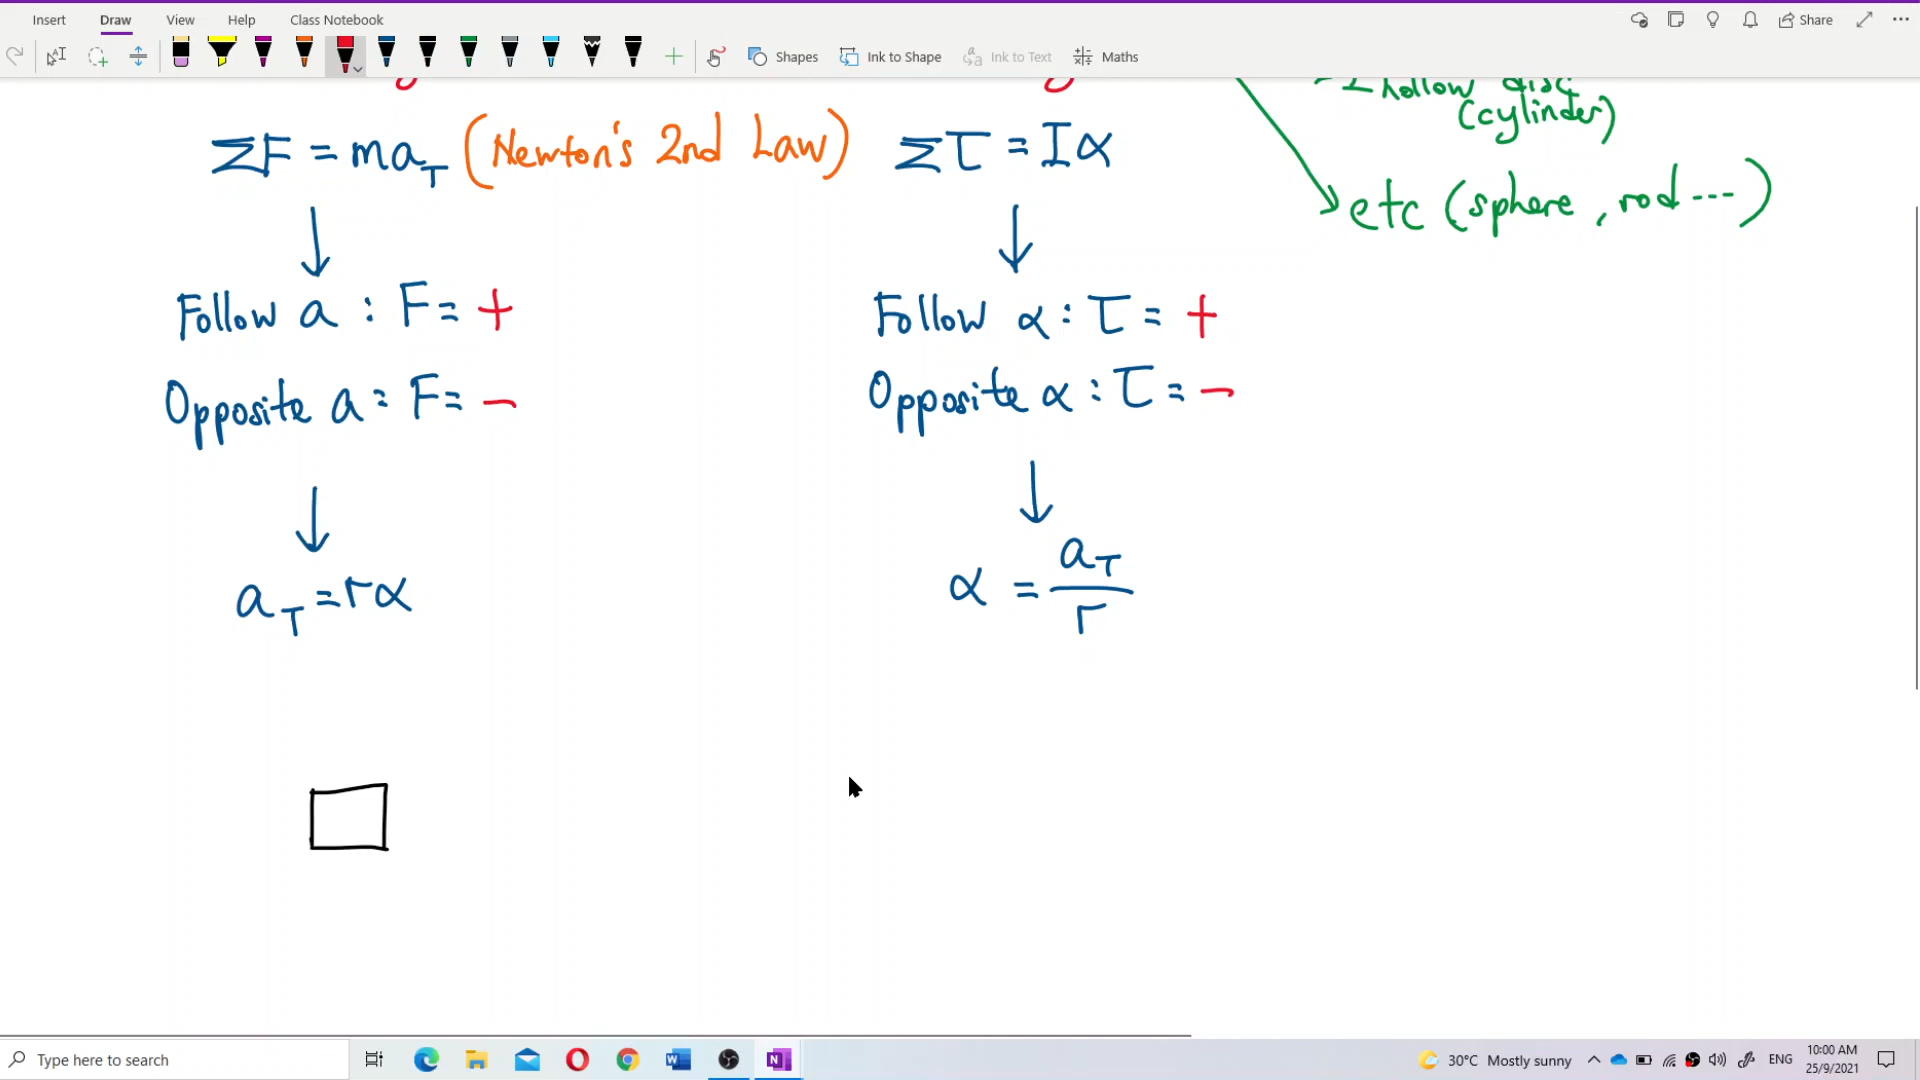 Insert Draw View Help Class Notebook Share
Shapes Ink to Shape Ink to Text Maths
I hollow disc
(cylinder)
etc (sphere, rod ---)
ΣF = ma_T (Newton's 2nd Law)
Follow a : F = +
Opposite a : F = −
a_T = rα
Στ = Iα
Follow α : τ = +
Opposite α : τ = −
α = a_T / r
Type here to search
30°C Mostly sunny
ENG
10:00 AM
25/9/2021